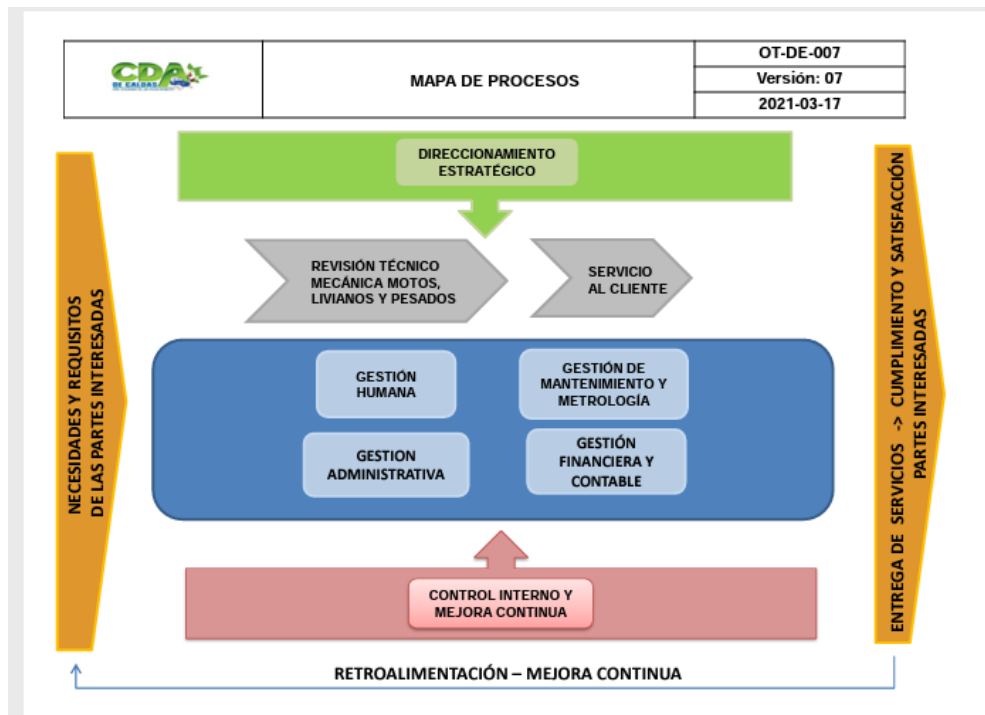 CDA
DE CALDAS
MAPA DE PROCESOS
OT-DE-007
Versión: 07
2021-03-17
DIRECCIONAMIENTO
ESTRATÉGICO
NECESIDADES Y REQUISITOS
DE LAS PARTES INTERESADAS
REVISIÓN TÉCNICO
MECÁNICA MOTOS,
LIVIANOS Y PESADOS
SERVICIO
AL CLIENTE
GESTIÓN
HUMANA
GESTIÓN DE
MANTENIMIENTO Y
METROLOGÍA
GESTION
ADMINISTRATIVA
GESTIÓN
FINANCIERA Y
CONTABLE
CONTROL INTERNO Y
MEJORA CONTINUA
ENTREGA DE SERVICIOS -> CUMPLIMIENTO Y SATISFACCIÓN
PARTES INTERESADAS
RETROALIMENTACIÓN – MEJORA CONTINUA